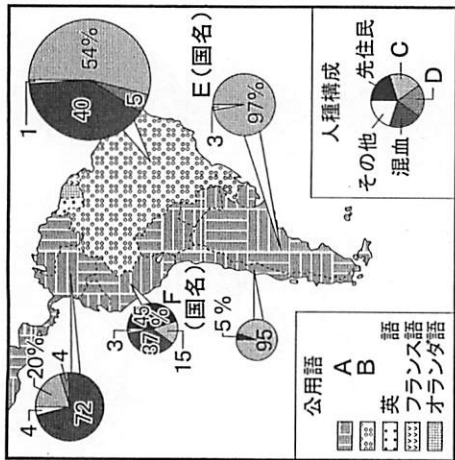 4
20%
4
72
1
40
54%
5
3
37%
45%
15
F
(国名)
E(国名)
3
97%
5%
95
公用語
A
B
英語
フランス語
オランダ語
人種構成
その他
先住民
混血
C
D